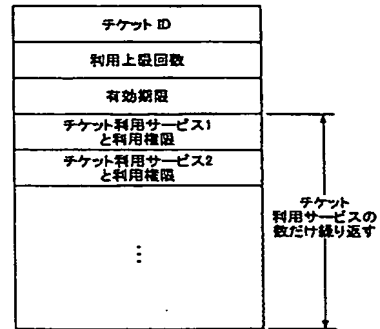 チケット ID
利用上限回数
有効期限
チケット利用サービス1
と利用権限
チケット利用サービス2
と利用権限
⋮
チケット
利用サービスの
数だけ繰り返す